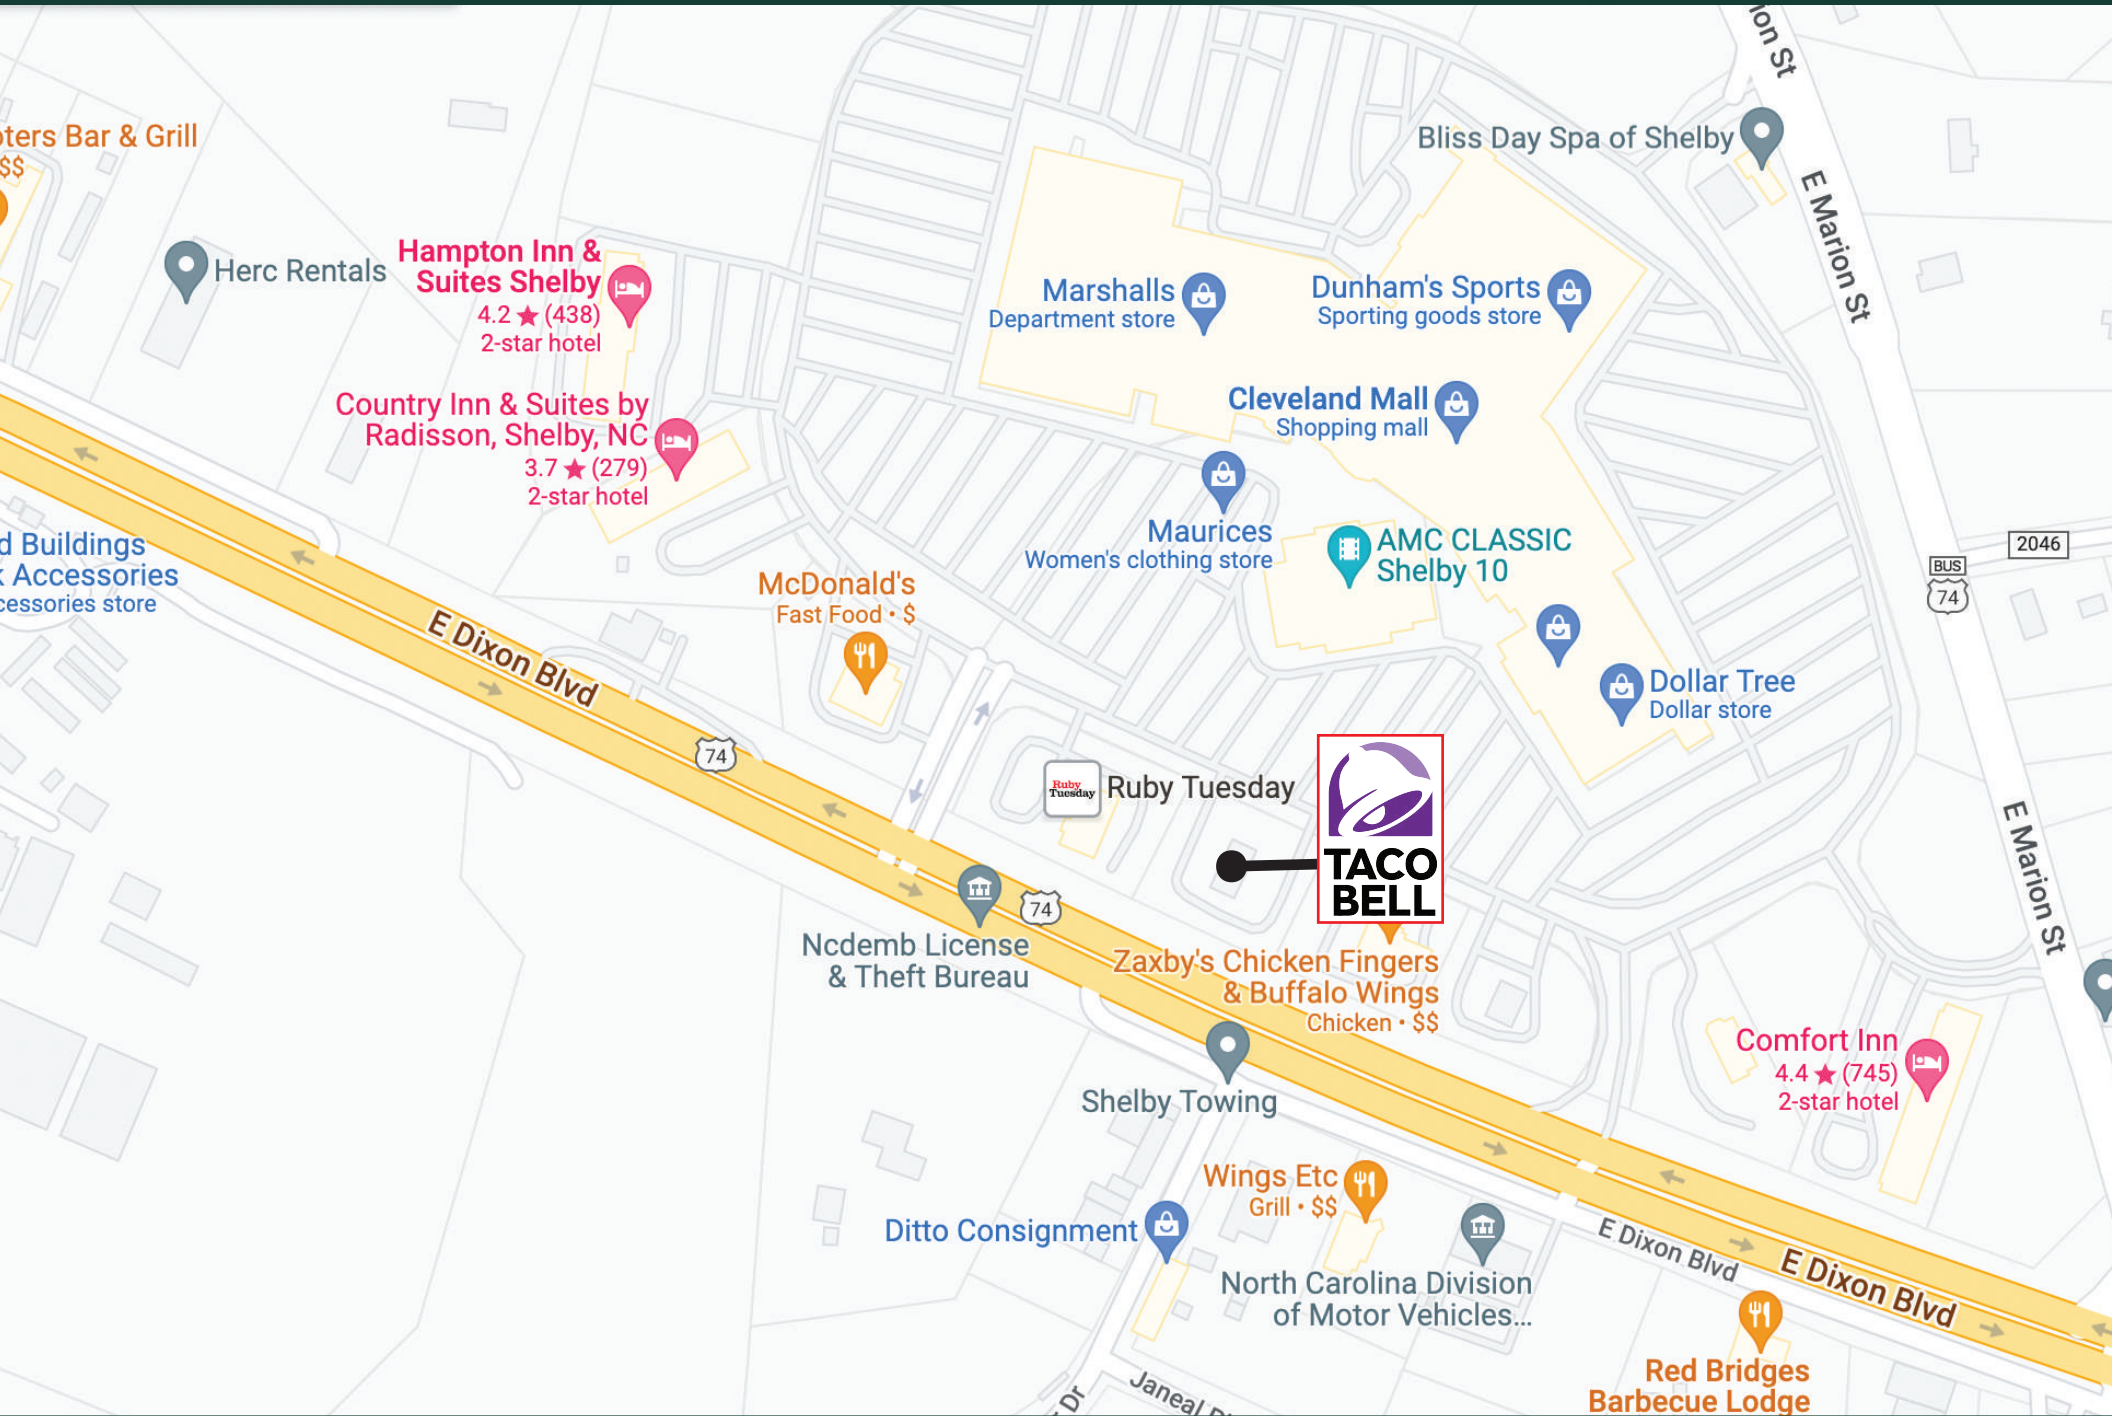 ion St
Bliss Day Spa of Shelby
oters Bar & Grill
$$
E Marion St
Herc Rentals
Hampton Inn &
Suites Shelby
4.2 ★ (438)
2-star hotel
Marshalls
Department store
Dunham's Sports
Sporting goods store
Country Inn & Suites by
Radisson, Shelby, NC
3.7 ★ (279)
2-star hotel
Cleveland Mall
Shopping mall
Maurices
Women's clothing store
AMC CLASSIC
Shelby 10
d Buildings
Accessories
cessories store
2046
BUS
74
McDonald's
Fast Food • $
E Dixon Blvd
Dollar Tree
Dollar store
74
Ruby
Tuesday
Ruby Tuesday
TACO
BELL
E Marion St
74
Ncdemb License
& Theft Bureau
Zaxby's Chicken Fingers
& Buffalo Wings
Chicken • $$
Comfort Inn
4.4 ★ (745)
2-star hotel
Shelby Towing
Wings Etc
Grill • $$
Ditto Consignment
North Carolina Division
of Motor Vehicles...
E Dixon Blvd
E Dixon Blvd
Red Bridges
Barbecue Lodge
Janeal
Dr